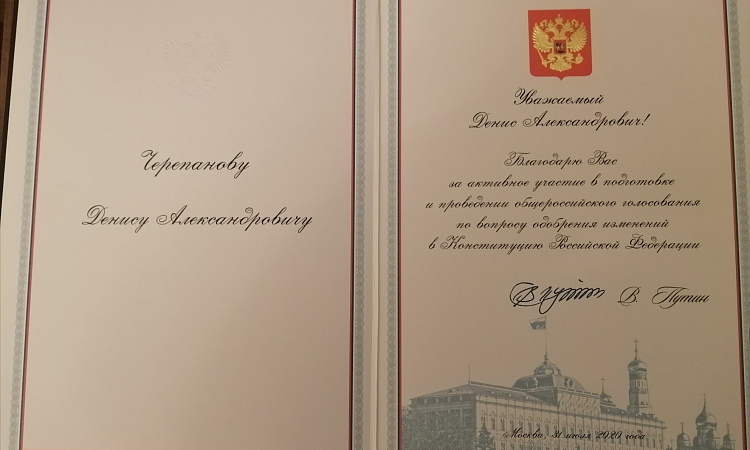 Черепанову
Денису Александровичу
Уважаемый
Денис Александрович!
Благодарю Вас
за активное участие в подготовке
и проведении общероссийского голосования
по вопросу одобрения изменений
в Конституцию Российской Федерации
В. Путин
Москва, 31 июля 2020 года